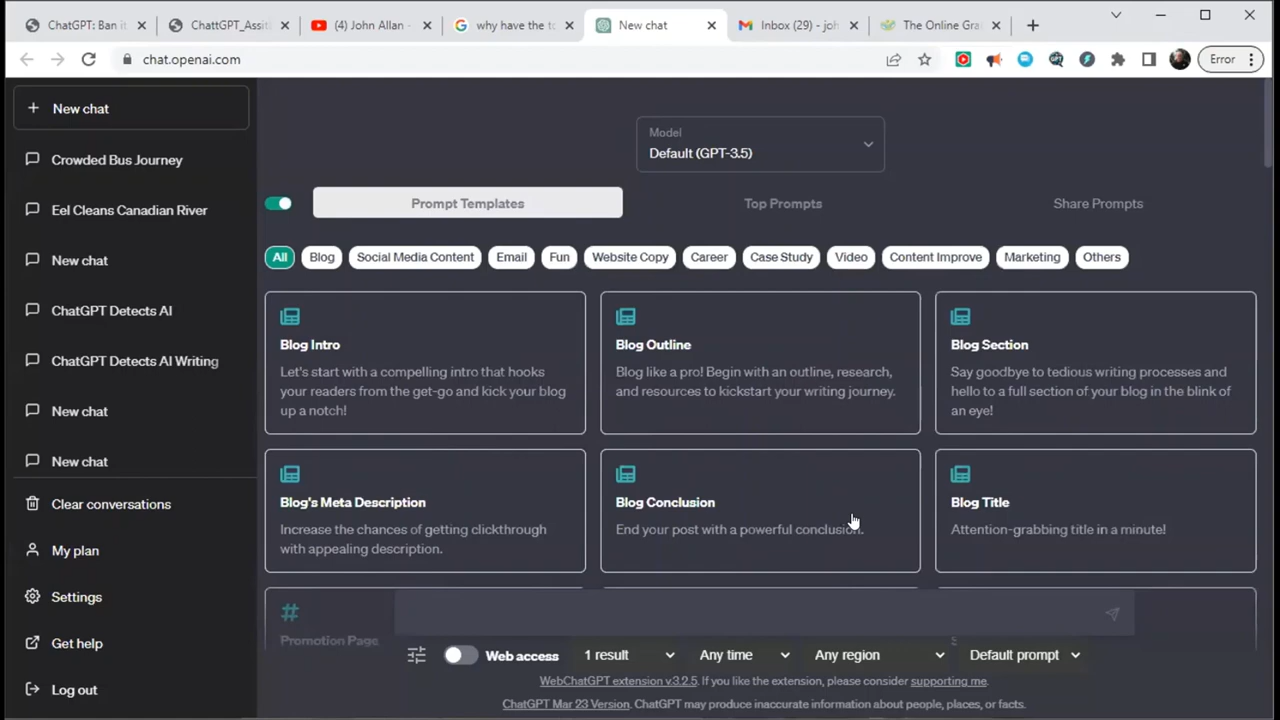 ChatGPT: Ban it
ChattGPT_Assit
(4) John Allan -
why have the to
New chat
Inbox (29) - joh
The Online Gra
chat.openai.com
Error
New chat
Crowded Bus Journey
Eel Cleans Canadian River
New chat
ChatGPT Detects AI
ChatGPT Detects AI Writing
New chat
New chat
Clear conversations
My plan
Settings
Get help
Log out
Model
Default (GPT-3.5)
Prompt Templates
Top Prompts
Share Prompts
All
Blog
Social Media Content
Email
Fun
Website Copy
Career
Case Study
Video
Content Improve
Marketing
Others
Blog Intro
Let's start with a compelling intro that hooks
your readers from the get-go and kick your blog
up a notch!
Blog Outline
Blog like a pro! Begin with an outline, research,
and resources to kickstart your writing journey.
Blog Section
Say goodbye to tedious writing processes and
hello to a full section of your blog in the blink of
an eye!
Blog's Meta Description
Increase the chances of getting clickthrough
with appealing description.
Blog Conclusion
End your post with a powerful conclusion.
Blog Title
Attention-grabbing title in a minute!
Promotion Page
Web access
1 result
Any time
Any region
Default prompt
WebChatGPT extension v.3.2.5. If you like the extension, please consider supporting me.
ChatGPT Mar 23 Version. ChatGPT may produce inaccurate information about people, places, or facts.